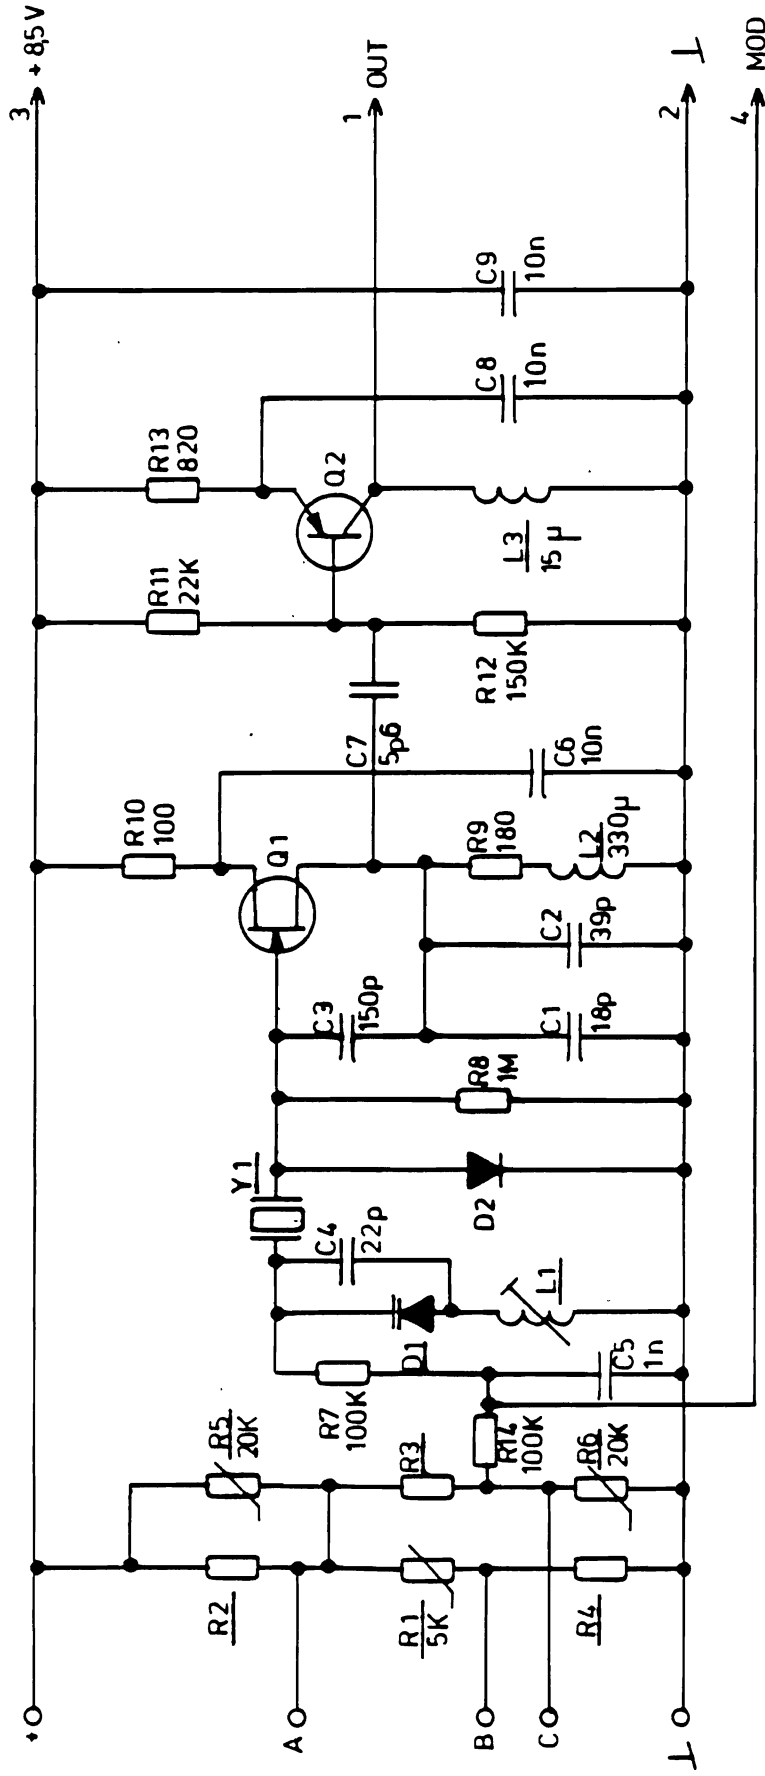 +
A
B
C
R2
R5
20K
R1
5K
R3
R4
R6
20K
R14
100K
R7
100K
D1
C4
22p
L1
C5
1n
Y1
D2
R8
1M
C3
150p
C1
18p
C2
39p
Q1
R10
100
R9
180
L2
330µ
C7
5p6
C6
10n
R11
22K
R12
150K
R13
820
Q2
L3
15 µ
C8
10n
C9
10n
3
+8,5V
1
OUT
2
4
MOD